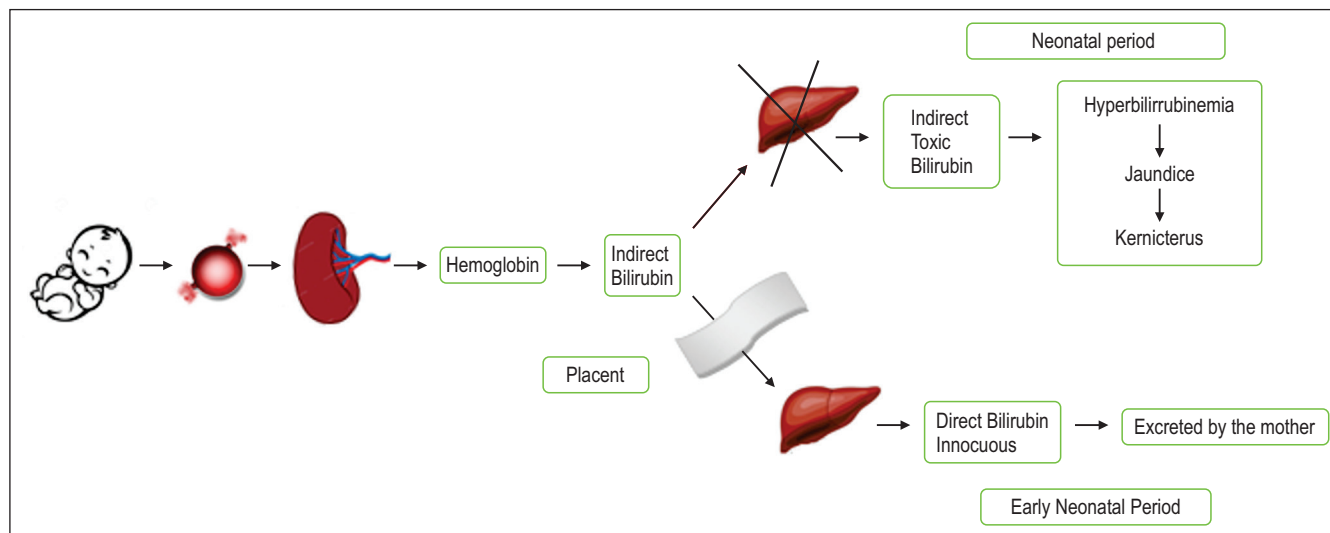 Neonatal period
Indirect
Toxic
Bilirubin
Hyperbilirrubinemia
Jaundice
Kernicterus
Hemoglobin
Indirect
Bilirubin
Placent
Direct Bilirubin
Innocuous
Excreted by the mother
Early Neonatal Period